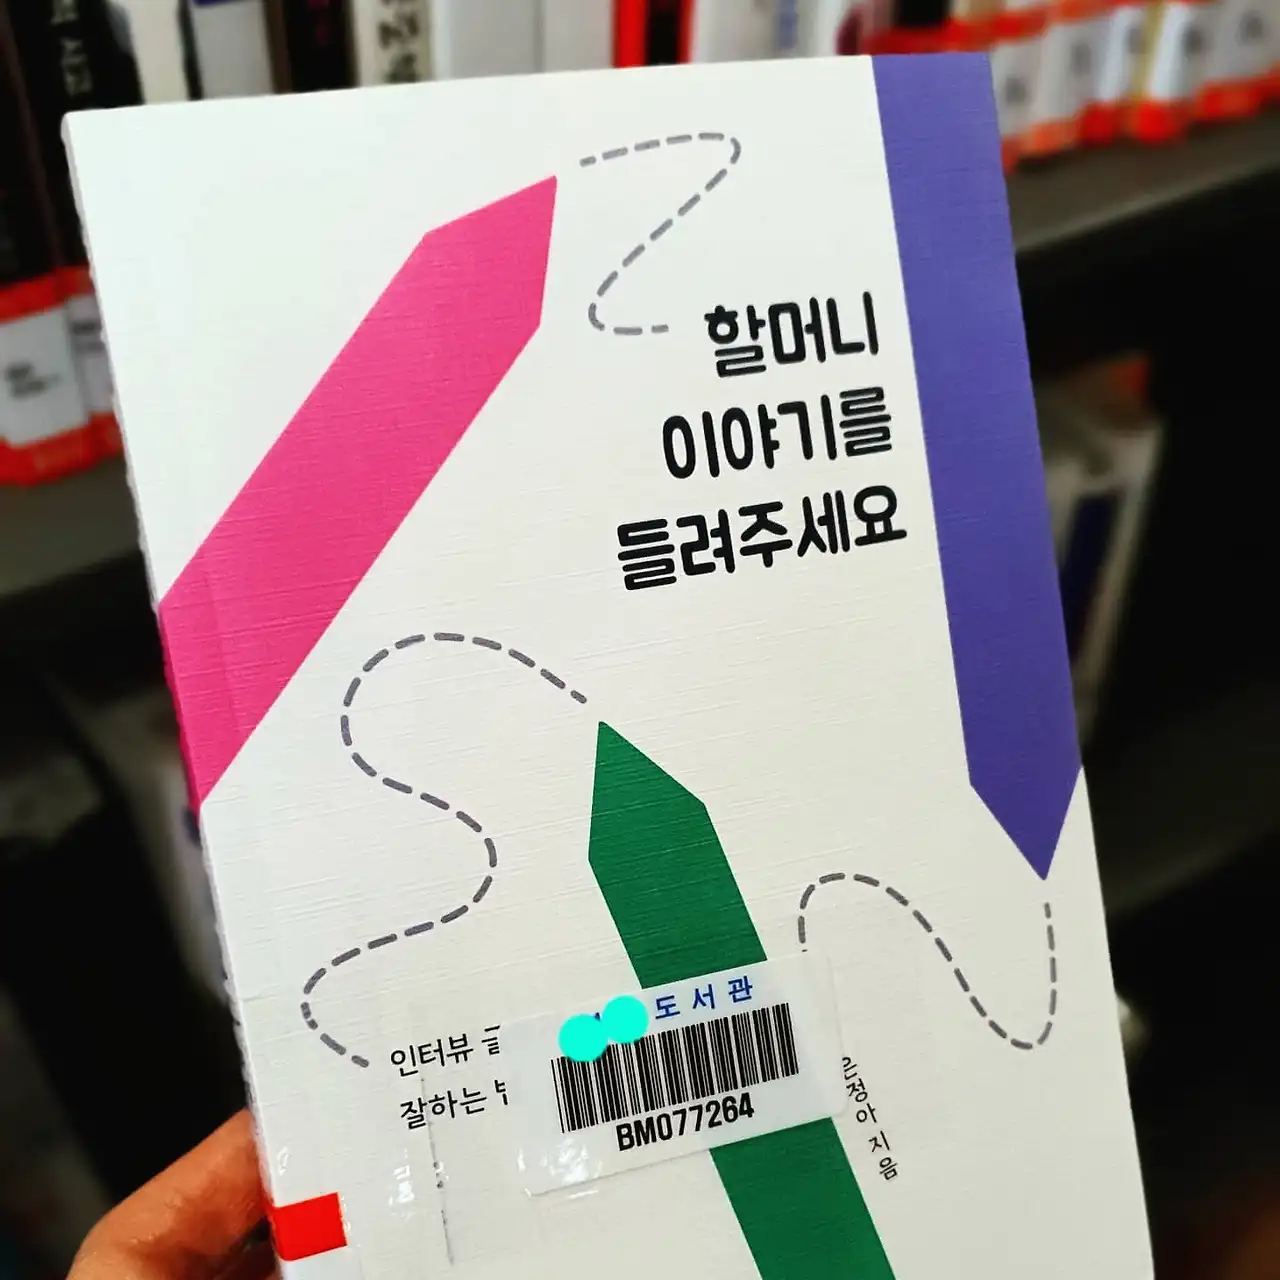 할머니
이야기를
들려주세요
인터뷰
잘하는
도서관
BM077264
은정아 지음